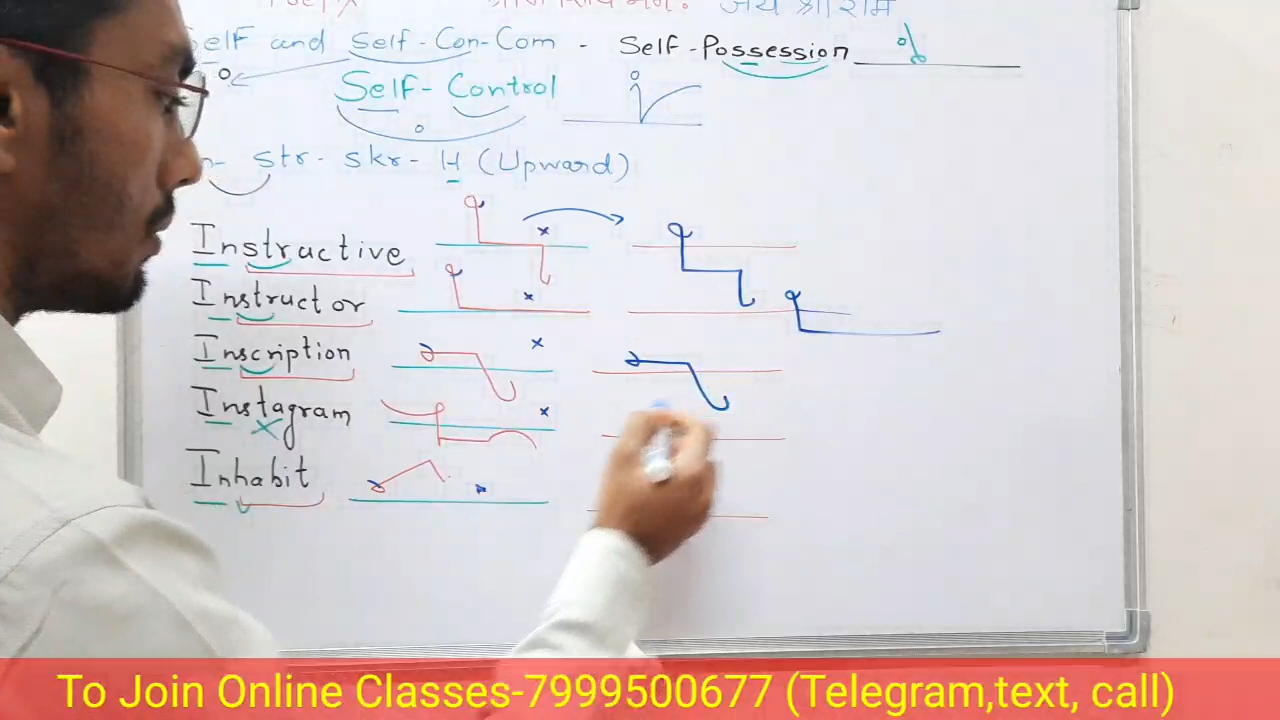 जय श्री राम
Self and Self-Con-Com - Self-Possession
Self-Control
str- skr- H (Upward)
Instructive
Instructor
Inscription
Instagram
Inhabit
To Join Online Classes-7999500677 (Telegram,text, call)